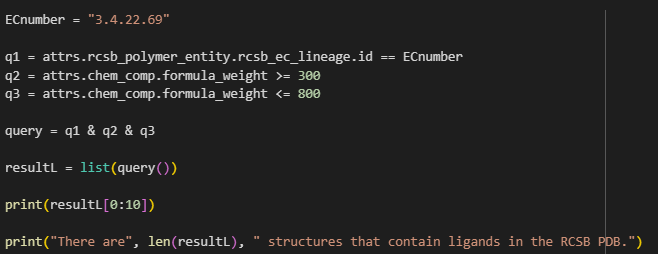 ECnumber = "3.4.22.69"
q1 = attrs.rcsb_polymer_entity.rcsb_ec_lineage.id == ECnumber
q2 = attrs.chem_comp.formula_weight >= 300
q3 = attrs.chem_comp.formula_weight <= 800
query = q1 & q2 & q3
resultL = list(query())
print(resultL[0:10])
print("There are", len(resultL), " structures that contain ligands in the RCSB PDB.")